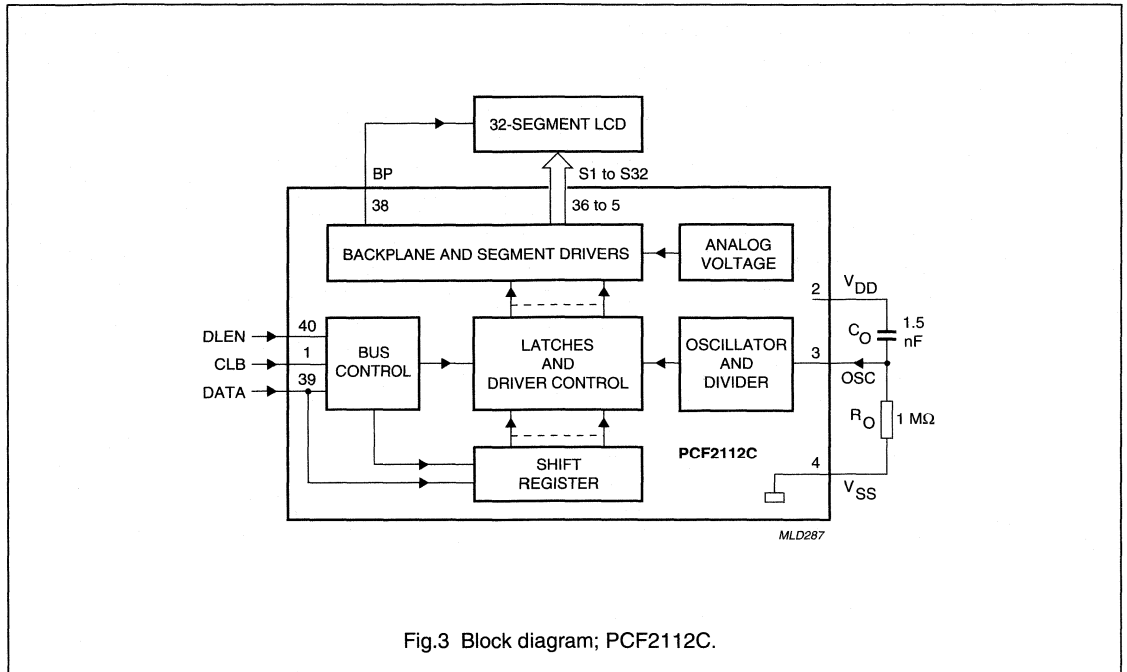 32-SEGMENT LCD
BP
S1 to S32
38
36 to 5
BACKPLANE AND SEGMENT DRIVERS
ANALOG
VOLTAGE
2
VDD
CO
1.5
nF
DLEN
40
CLB
1
DATA
39
BUS
CONTROL
LATCHES
AND
DRIVER CONTROL
OSCILLATOR
AND
DIVIDER
3
OSC
RO
1 MΩ
PCF2112C
SHIFT
REGISTER
4
VSS
MLD287
Fig.3 Block diagram; PCF2112C.